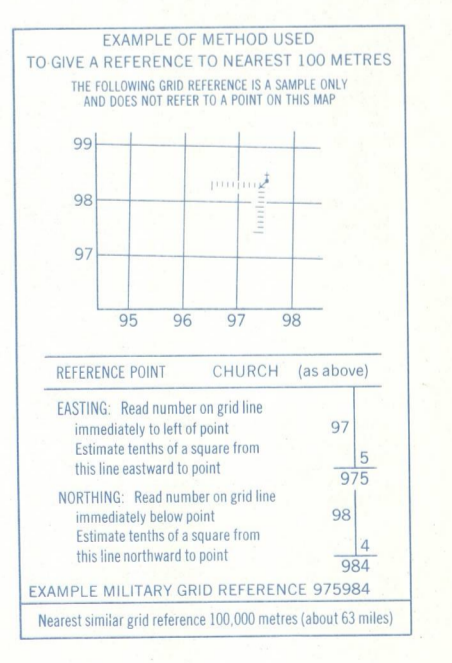 EXAMPLE OF METHOD USED
TO GIVE A REFERENCE TO NEAREST 100 METRES
THE FOLLOWING GRID REFERENCE IS A SAMPLE ONLY
AND DOES NOT REFER TO A POINT ON THIS MAP
99
98
97
95 96 97 98
REFERENCE POINT CHURCH (as above)
EASTING: Read number on grid line
immediately to left of point 97
Estimate tenths of a square from
this line eastward to point 5
975
NORTHING: Read number on grid line
immediately below point 98
Estimate tenths of a square from
this line northward to point 4
984
EXAMPLE MILITARY GRID REFERENCE 975984
Nearest similar grid reference 100,000 metres (about 63 miles)